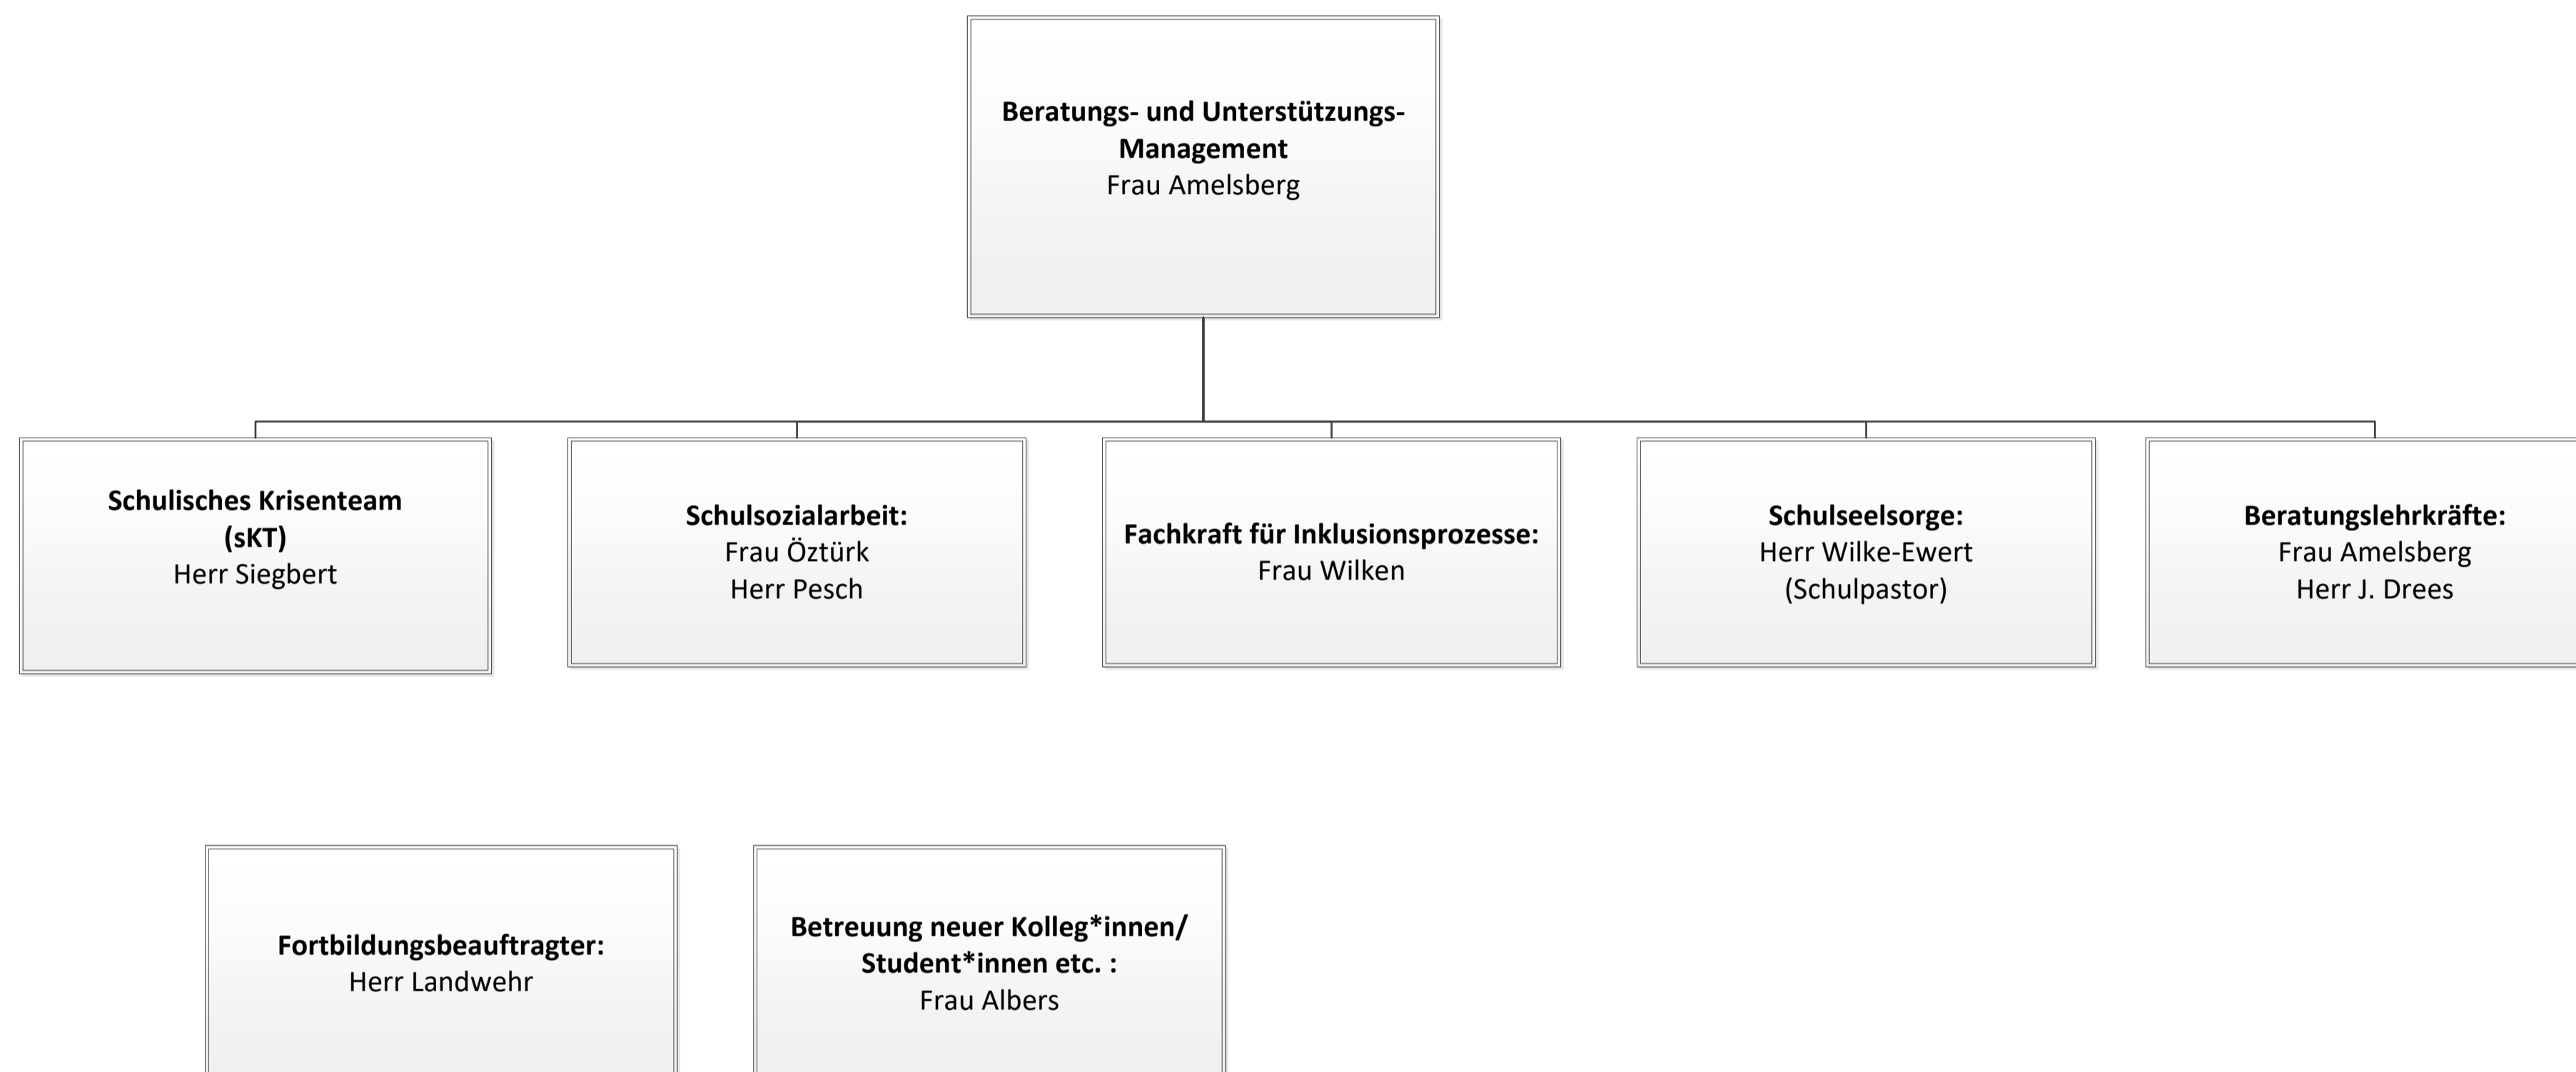 Beratungs- und Unterstützungs-
Management
Frau Amelsberg
Schulisches Krisenteam
(sKT)
Herr Siegbert
Schulsozialarbeit:
Frau Öztürk
Herr Pesch
Fachkraft für Inklusionsprozesse:
Frau Wilken
Schulseelsorge:
Herr Wilke-Ewert
(Schulpastor)
Beratungslehrkräfte:
Frau Amelsberg
Herr J. Drees
Fortbildungsbeauftragter:
Herr Landwehr
Betreuung neuer Kolleg*innen/
Student*innen etc. :
Frau Albers